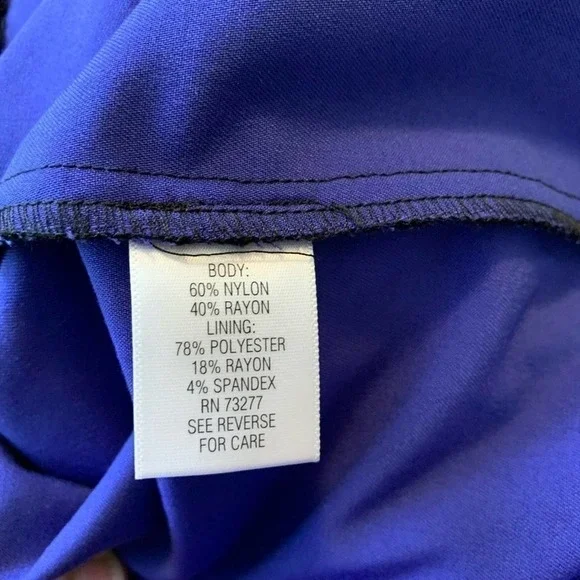 BODY:
60% NYLON
40% RAYON
LINING:
78% POLYESTER
18% RAYON
4% SPANDEX
RN 73277
SEE REVERSE
FOR CARE